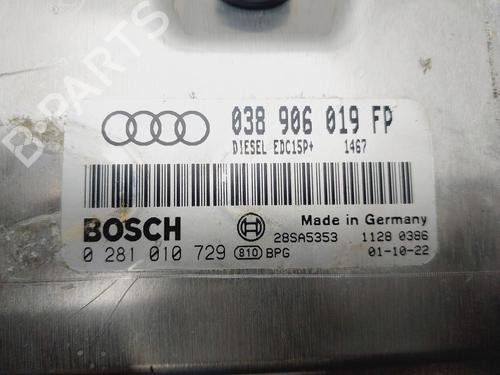 038 906 019 FP
DIESEL EDC15P+ 1467
BOSCH
Made in Germany
28SA5353 1128 0386
0 281 010 729 810 BPG 01-10-22
B-PARTS